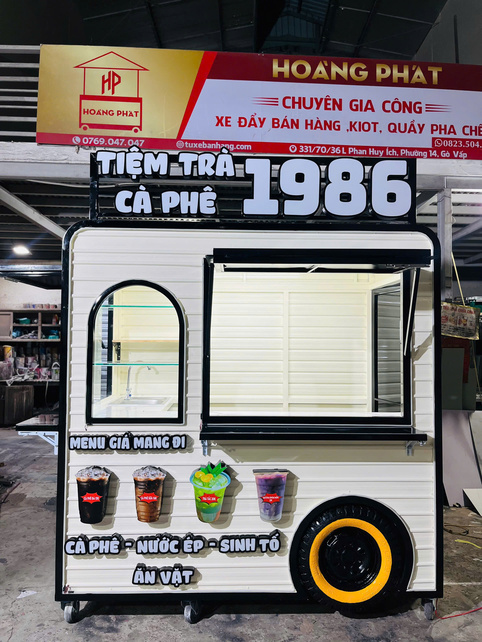 HP
HOÀNG PHÁT
HOÀNG PHÁT
CHUYÊN GIA CÔNG
XE ĐẨY BÁN HÀNG .KIOT, QUẦY PHA CHẾ
0769.047.047
tuxebanhang.com
331/70/36 L Phan Huy Ích, Phường 14, Gò Vấp
0823.504.
TIỆM TRÀ
CÀ PHÊ
1986
MENU GIÁ MANG ĐI
CÀ PHÊ - NƯỚC ÉP - SINH TỐ
ĂN VẶT